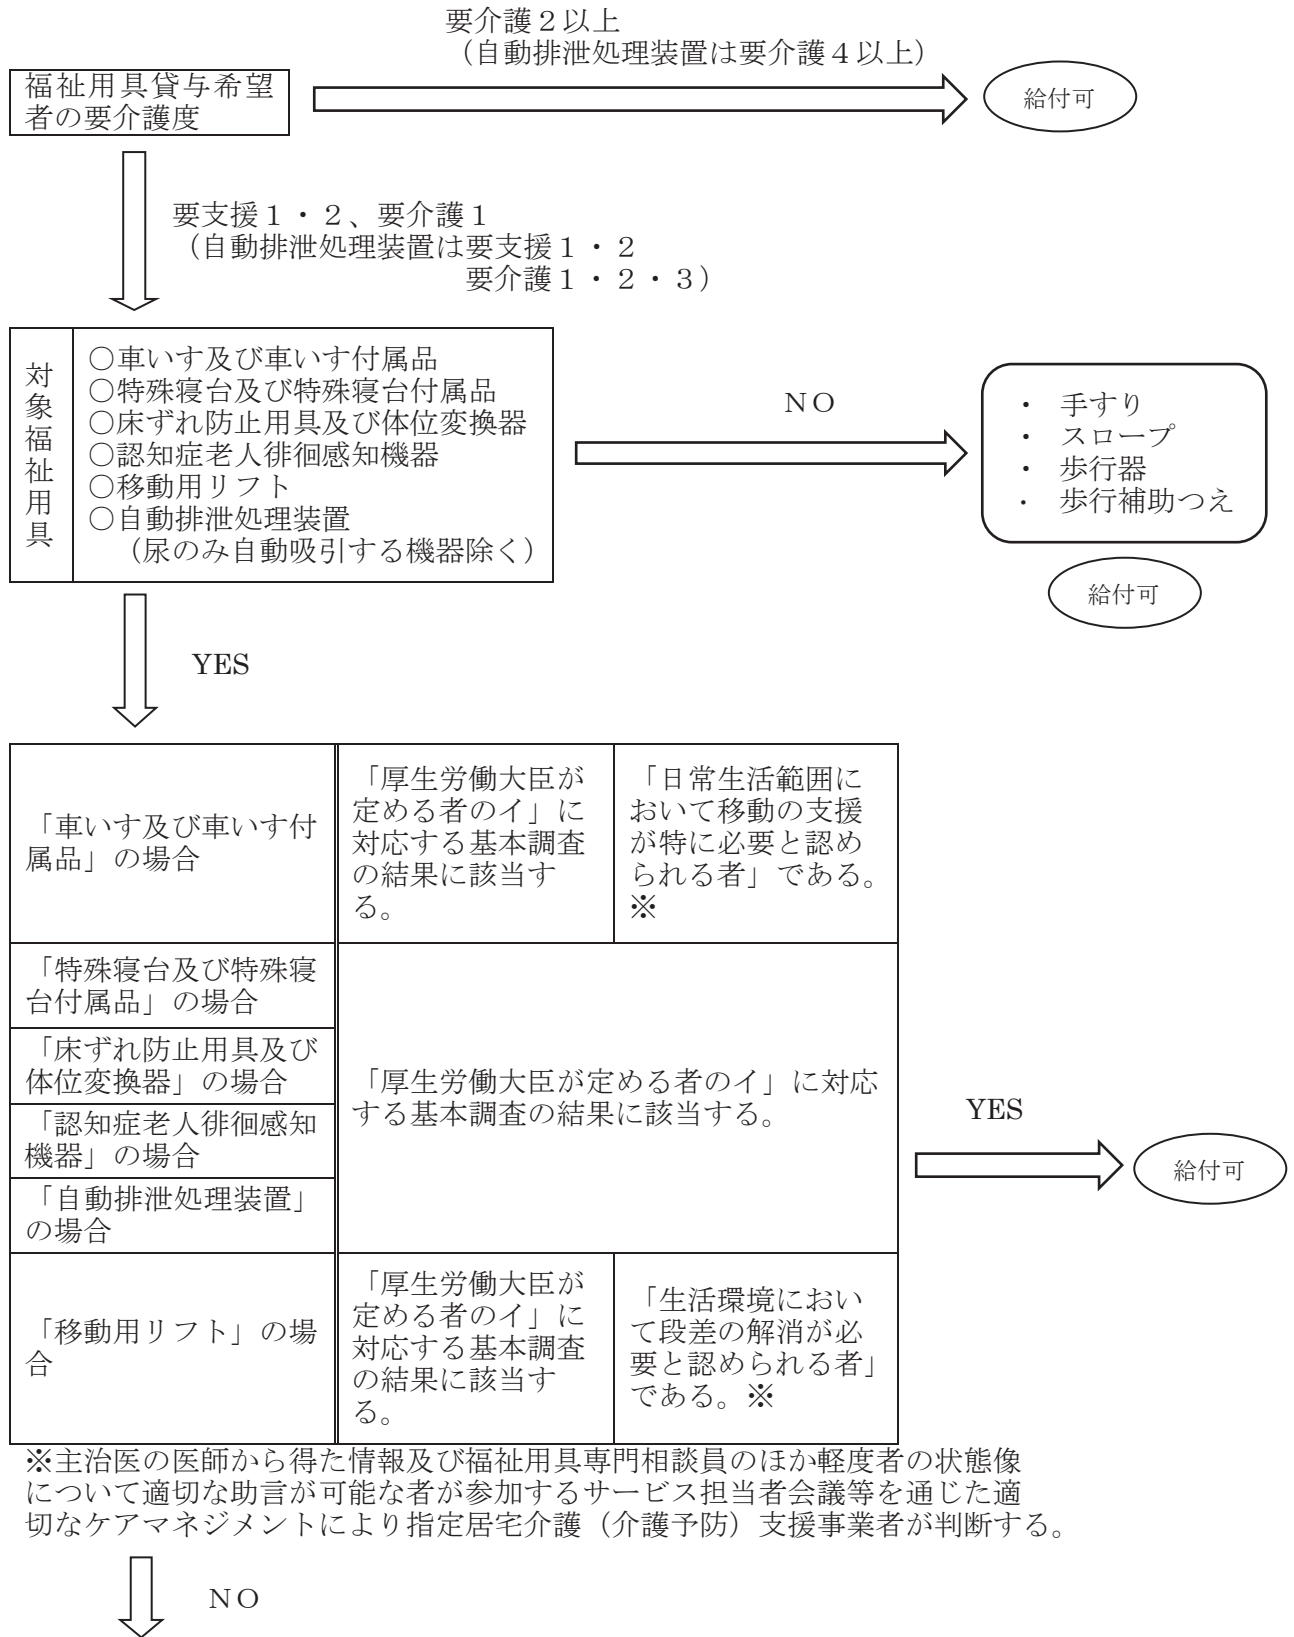 要介護２以上
（自動排泄処理装置は要介護４以上）
福祉用具貸与希望
者の要介護度
給付可
要支援１・２、要介護１
（自動排泄処理装置は要支援１・２
要介護１・２・３）
対象福祉用具
○車いす及び車いす付属品
○特殊寝台及び特殊寝台付属品
○床ずれ防止用具及び体位変換器
○認知症老人徘徊感知機器
○移動用リフト
○自動排泄処理装置
（尿のみ自動吸引する機器除く）
ＮＯ
・ 手すり
・ スロープ
・ 歩行器
・ 歩行補助つえ
給付可
YES
「車いす及び車いす付
属品」の場合
「厚生労働大臣が
定める者のイ」に
対応する基本調査
の結果に該当す
る。
「日常生活範囲に
おいて移動の支援
が特に必要と認め
られる者」である。
※
「特殊寝台及び特殊寝
台付属品」の場合
「床ずれ防止用具及び
体位変換器」の場合
「認知症老人徘徊感知
機器」の場合
「自動排泄処理装置」
の場合
「厚生労働大臣が定める者のイ」に対応
する基本調査の結果に該当する。
YES
給付可
「移動用リフト」の場
合
「厚生労働大臣が
定める者のイ」に
対応する基本調査
の結果に該当す
る。
「生活環境におい
て段差の解消が必
要と認められる者」
である。※
※主治医の医師から得た情報及び福祉用具専門相談員のほか軽度者の状態像
について適切な助言が可能な者が参加するサービス担当者会議等を通じた適
切なケアマネジメントにより指定居宅介護（介護予防）支援事業者が判断する。
ＮＯ